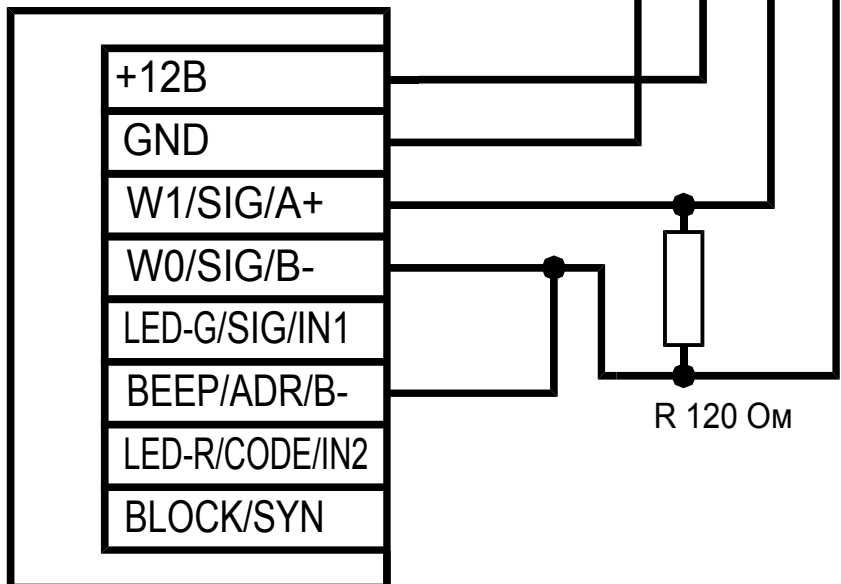 +12В
GND
W1/SIG/A+
W0/SIG/B-
LED-G/SIG/IN1
BEEP/ADR/B-
LED-R/CODE/IN2
BLOCK/SYN
R 120 Ом